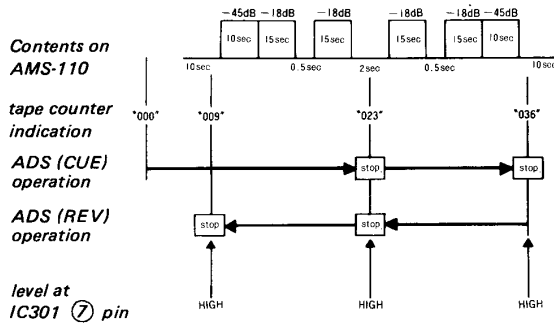 −45dB −18dB −18dB −18dB −18dB −45dB
10sec 15sec 15sec 15sec 15sec 10sec
Contents on
AMS-110
10sec 0.5sec 2sec 0.5sec 10sec
tape counter
indication
"000" "009" "023" "036"
ADS (CUE)
operation
stop stop
ADS (REV)
operation
stop stop
level at
IC301 ⑦ pin
HIGH HIGH HIGH